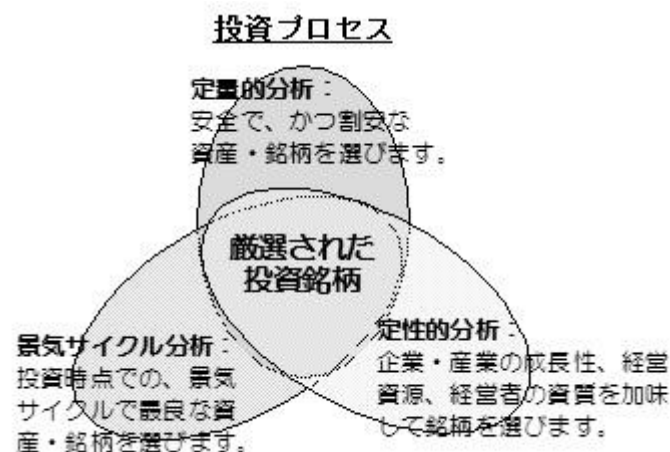 投資プロセス
定量的分析：
安全で、かつ割安な
資産・銘柄を選びます。
厳選された
投資銘柄
景気サイクル分析：
投資時点での、景気
サイクルで最良な資
産・銘柄を選びます。
定性的分析：
企業・産業の成長性、経営
資源、経営者の資質を加味
して銘柄を選びます。